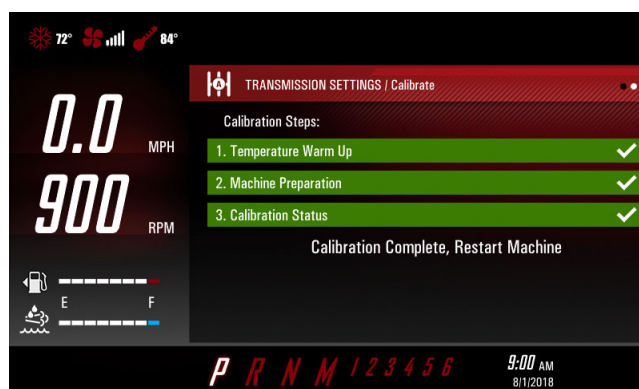 72° 84°
TRANSMISSION SETTINGS / Calibrate
Calibration Steps:
1. Temperature Warm Up
2. Machine Preparation
3. Calibration Status
Calibration Complete, Restart Machine
0.0 MPH
900 RPM
E F
P R N M 1 2 3 4 5 6
9:00 AM
8/1/2018